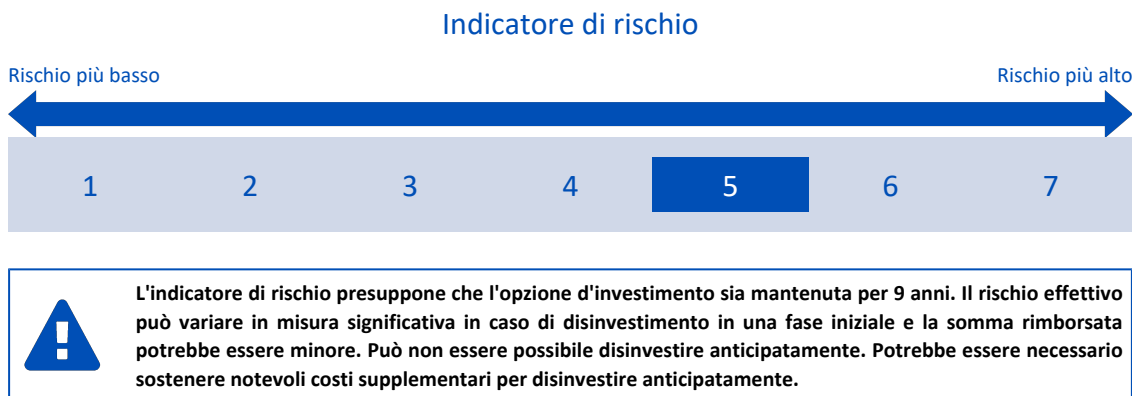 Indicatore di rischio
Rischio più basso Rischio più alto
1 2 3 4 5 6 7
L'indicatore di rischio presuppone che l'opzione d'investimento sia mantenuta per 9 anni. Il rischio effettivo
può variare in misura significativa in caso di disinvestimento in una fase iniziale e la somma rimborsata
potrebbe essere minore. Può non essere possibile disinvestire anticipatamente. Potrebbe essere necessario
sostenere notevoli costi supplementari per disinvestire anticipatamente.